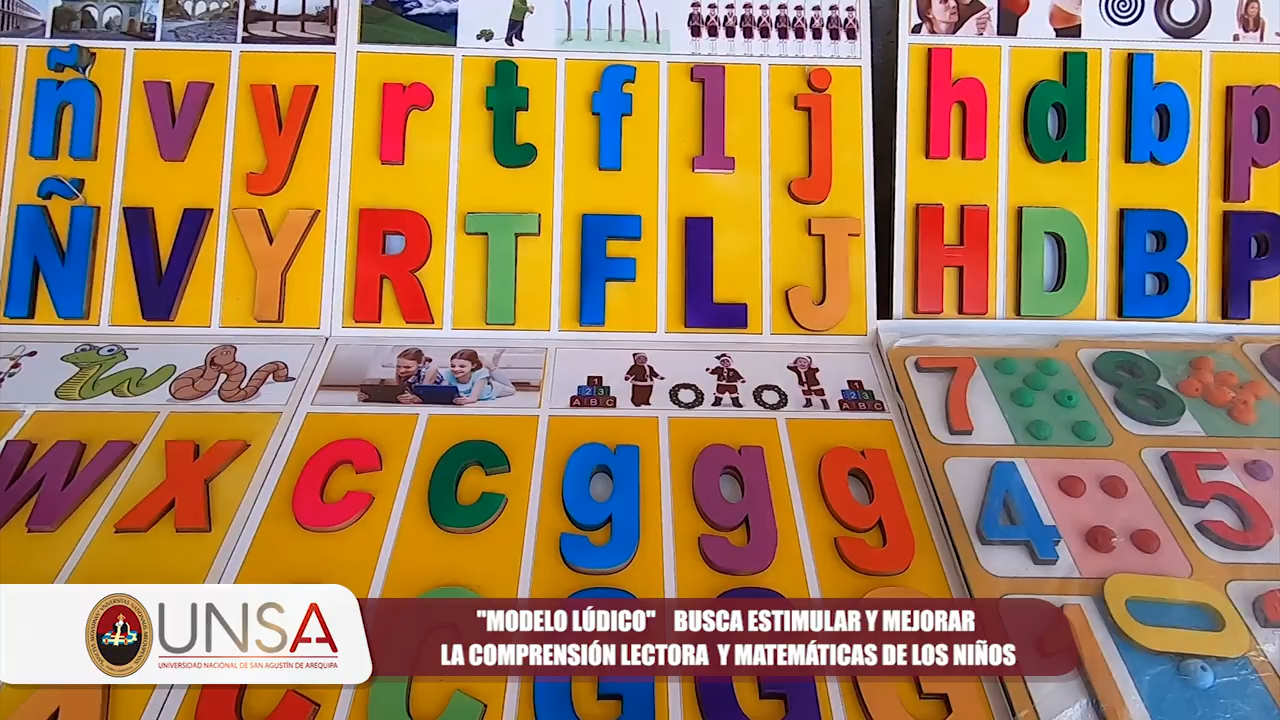 ñ v y r t f l j h d b p
Ñ V Y R T F L J H D B P
w x c c g g g 7 8
4 5
G G 0
UNSA
UNIVERSIDAD NACIONAL DE SAN AGUSTÍN DE AREQUIPA
"MODELO LÚDICO" BUSCA ESTIMULAR Y MEJORAR
LA COMPRENSIÓN LECTORA Y MATEMÁTICAS DE LOS NIÑOS